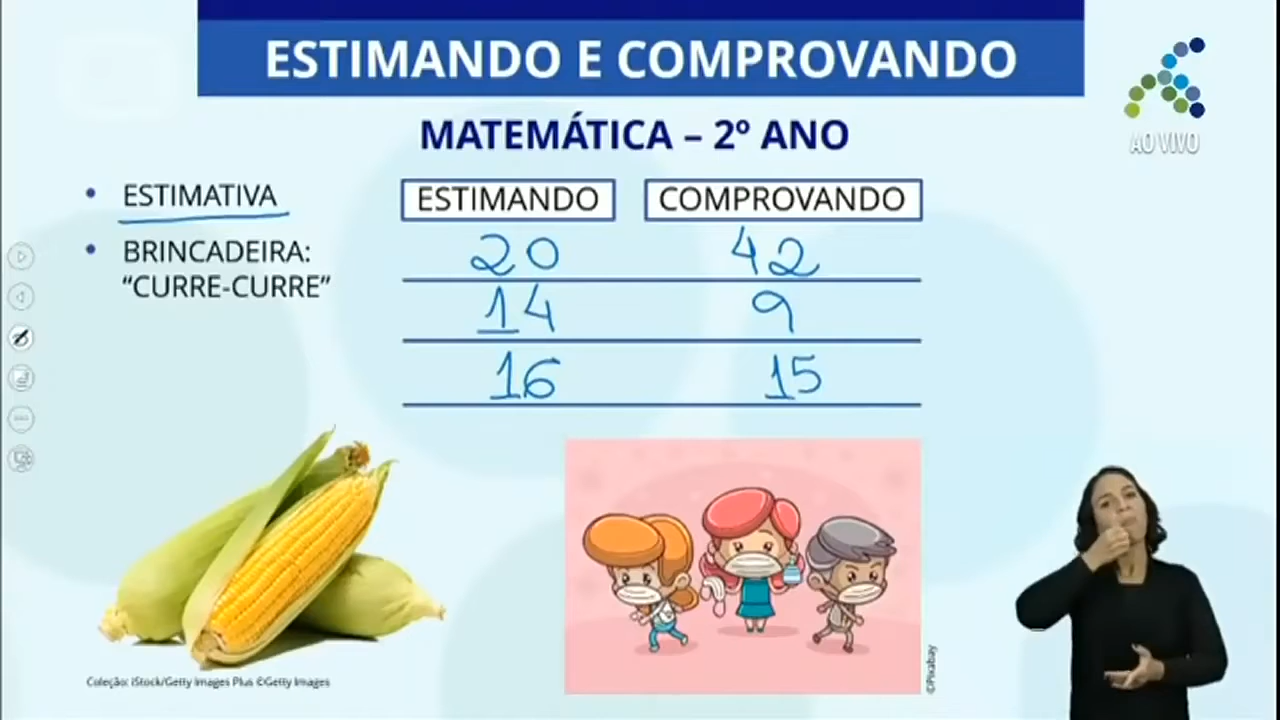 ESTIMANDO E COMPROVANDO
MATEMÁTICA – 2º ANO
AO VIVO
• ESTIMATIVA
• BRINCADEIRA:
“CURRE-CURRE”
ESTIMANDO COMPROVANDO
20 42
14 9
16 15
Coleção: iStock/Getty Images Plus ©Getty Images
©Pixabay